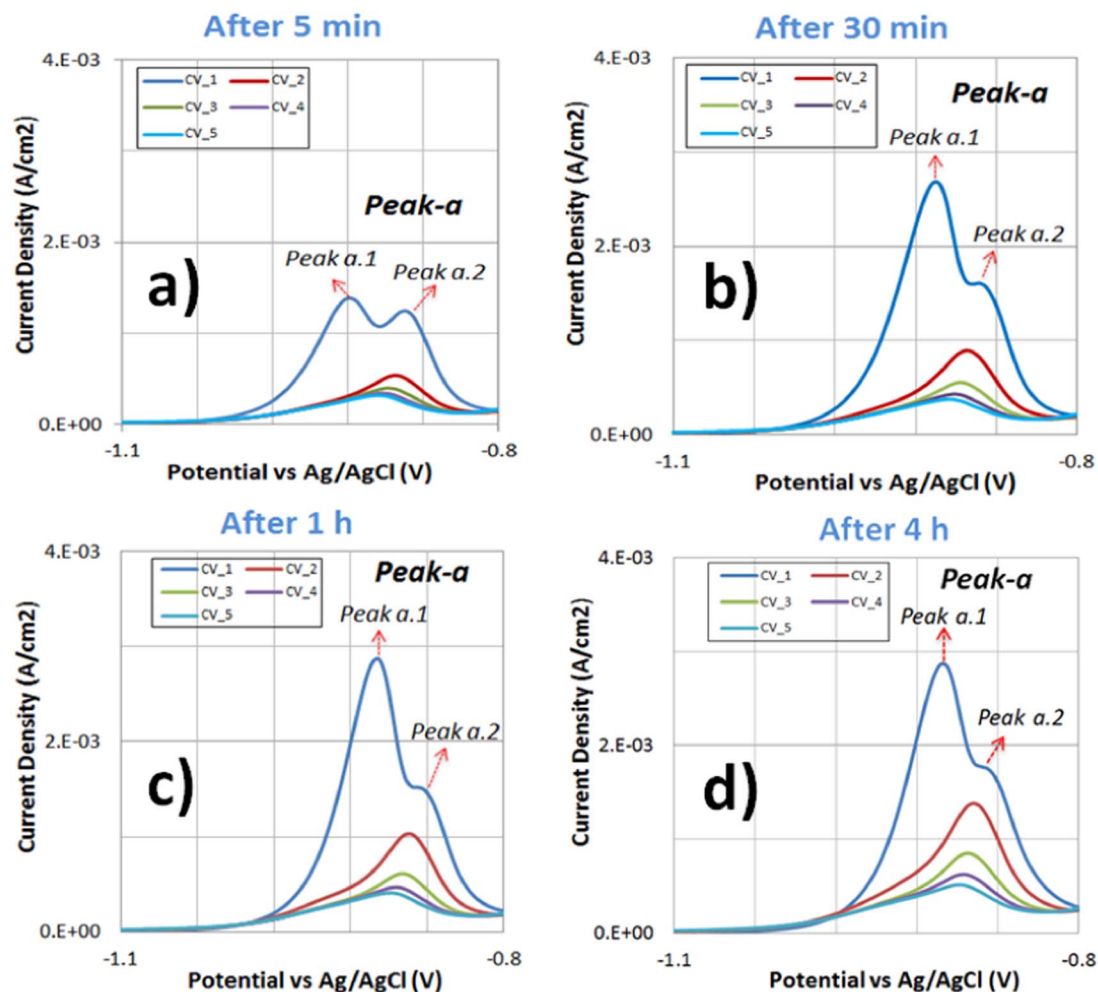 After 5 min
4.E-03
2.E-03
0.E+00
Current Density (A/cm2)
CV_1 CV_2
CV_3 CV_4
CV_5
Peak-a
Peak a.1
Peak a.2
a)
-1.1 -0.8
Potential vs Ag/AgCl (V)
After 30 min
4.E-03
2.E-03
0.E+00
Current Density (A/cm2)
CV_1 CV_2
CV_3 CV_4
CV_5
Peak-a
Peak a.1
Peak a.2
b)
-1.1 -0.8
Potential vs Ag/AgCl (V)
After 1 h
4.E-03
2.E-03
0.E+00
Current Density (A/cm2)
CV_1 CV_2
CV_3 CV_4
CV_5
Peak-a
Peak a.1
Peak a.2
c)
-1.1 -0.8
Potential vs Ag/AgCl (V)
After 4 h
4.E-03
2.E-03
0.E+00
Current Density (A/cm2)
CV_1 CV_2
CV_3 CV_4
CV_5
Peak-a
Peak a.1
Peak a.2
d)
-1.1 -0.8
Potential vs Ag/AgCl (V)